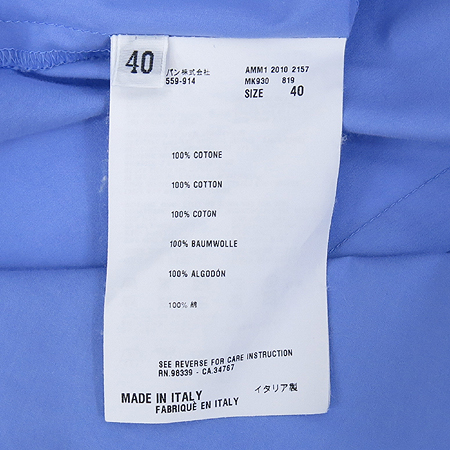 40
パン株式会社 AMM1 2010 2157
559-914 MK930 819
SIZE 40
100% COTONE
100% COTTON
100% COTON
100% BAUMWOLLE
100% ALGODÓN
100% 綿
SEE REVERSE FOR CARE INSTRUCTION
RN.98339 - CA.34767
MADE IN ITALY イタリア製
FABRIQUÈ EN ITALY